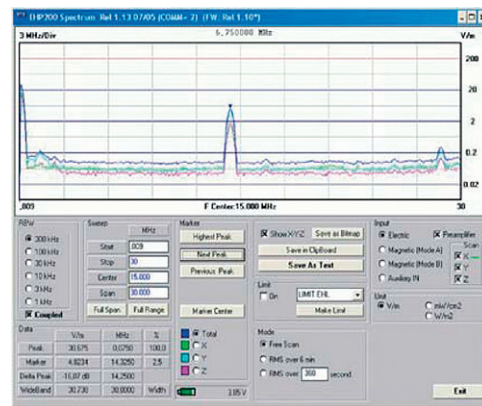 EHP200 Spectrum Rel 1.13 07/05 (COMM= 2) (FW: Rel 1.10*)
3 MHz/Div 6,750000 MHz V/m
200
20
2
0.2
0.02
,009 F Center:15.000 MHz 30
RBW
300 kHz
100 kHz
30 kHz
10 kHz
3 kHz
1 kHz
Coupled
Sweep
MHz
Start .009
Stop 30
Center 15.000
Span 30.000
Full Span Full Range
Marker
Highest Peak
Next Peak
Previous Peak
Marker Center
Total
X
Y
Z
Show X-Y-Z Save as Bitmap
Save in ClipBoard
Save As Text
Limit
On LIMIT EHL
Make Limit
Mode
Free Scan
RMS over 6 min
RMS over 360 second
Input
Electric Preamplifier
Magnetic (Mode A)
Magnetic (Mode B)
Auxiliary IN
Scan
X
Y
Z
Unit
V/m mW/cm2
W/m2
Data
V/m MHz %
Peak 30.675 0,0750 100,0
Marker 4.8234 14,3250 2.5
Delta Peak -16,07 dB 14,2500
WideBand 30.730 30.0000 Width
3.85 V
Exit